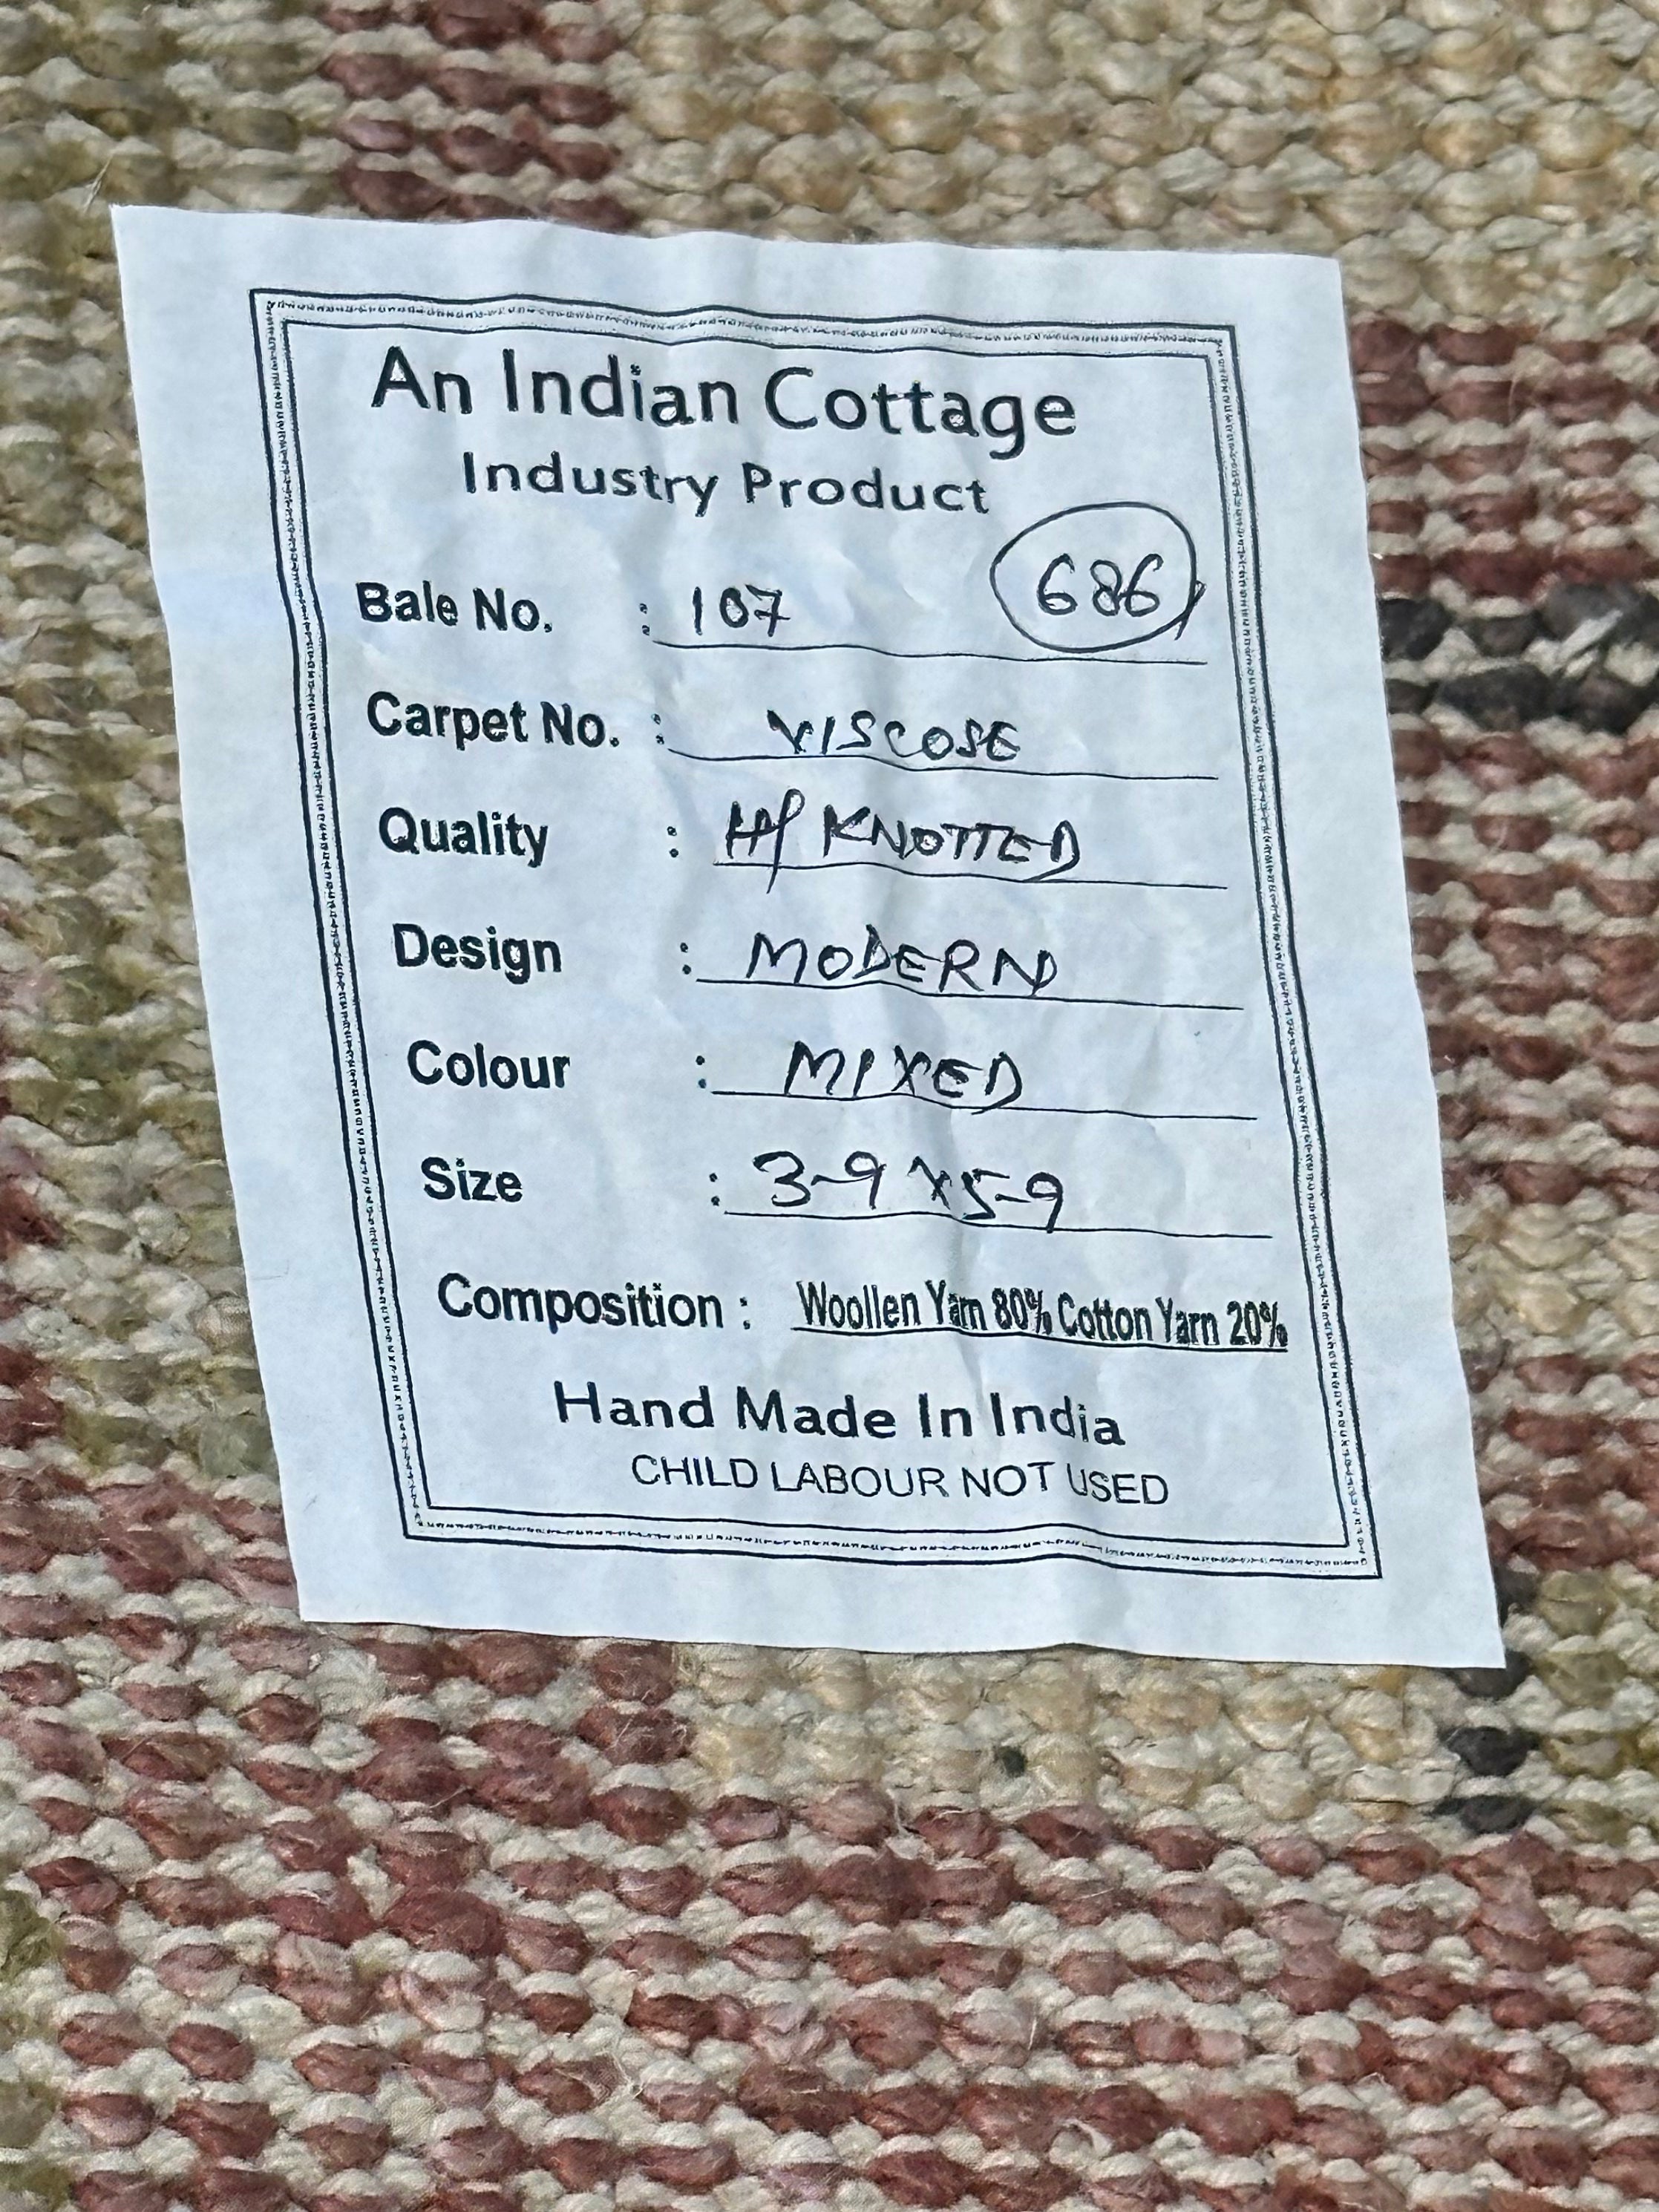 An Indian Cottage
Industry Product
686
Bale No. : 107
Carpet No. : VISCOSE
Quality : H/ KNOTTED
Design : MODERN
Colour : MIXED
Size : 3-9 x 5-9
Composition : Woollen Yarn 80% Cotton Yarn 20%
Hand Made In India
CHILD LABOUR NOT USED